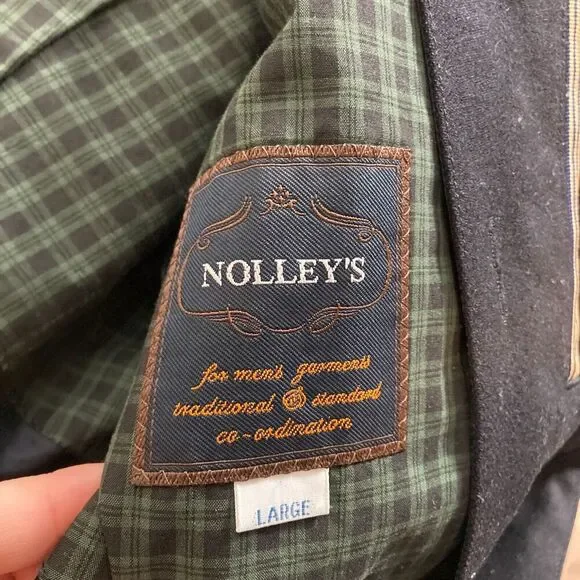 NOLLEY'S
for men's garments
traditional standard
co-ordination
LARGE